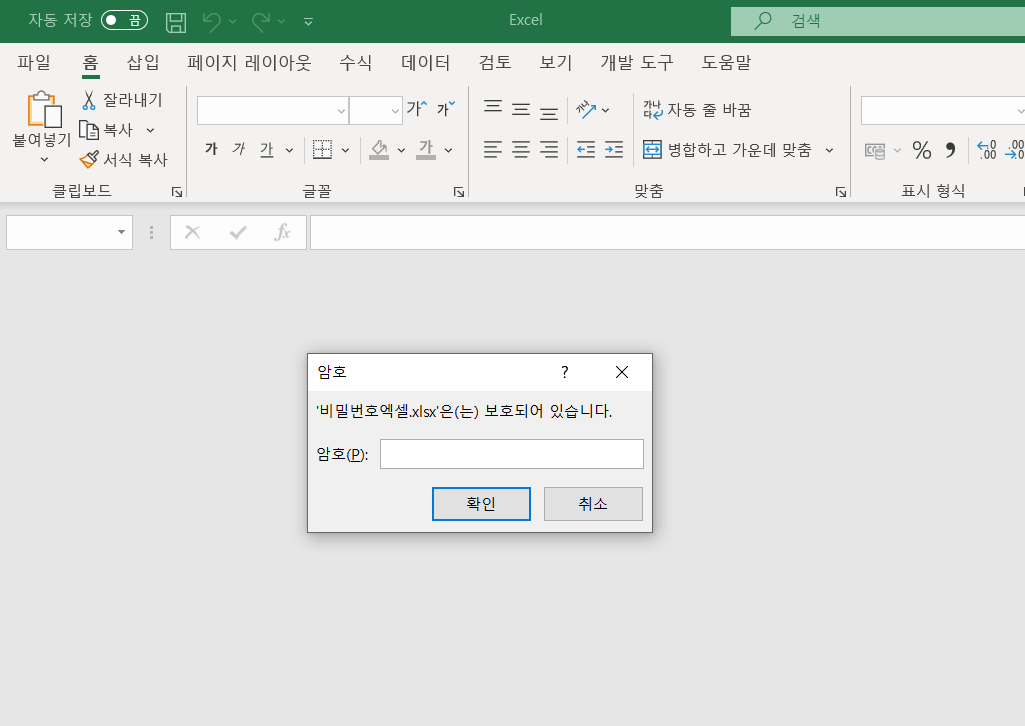 자동 저장 끔 Excel 검색
파일 홈 삽입 페이지 레이아웃 수식 데이터 검토 보기 개발 도구 도움말
붙여넣기
잘라내기
복사
서식 복사
클립보드
가 가
가 가 가 가
글꼴
자동 줄 바꿈
병합하고 가운데 맞춤
맞춤
% , .00 .00
표시 형식
fx
암호 ?
'비밀번호엑셀.xlsx'은(는) 보호되어 있습니다.
암호(P):
확인 취소